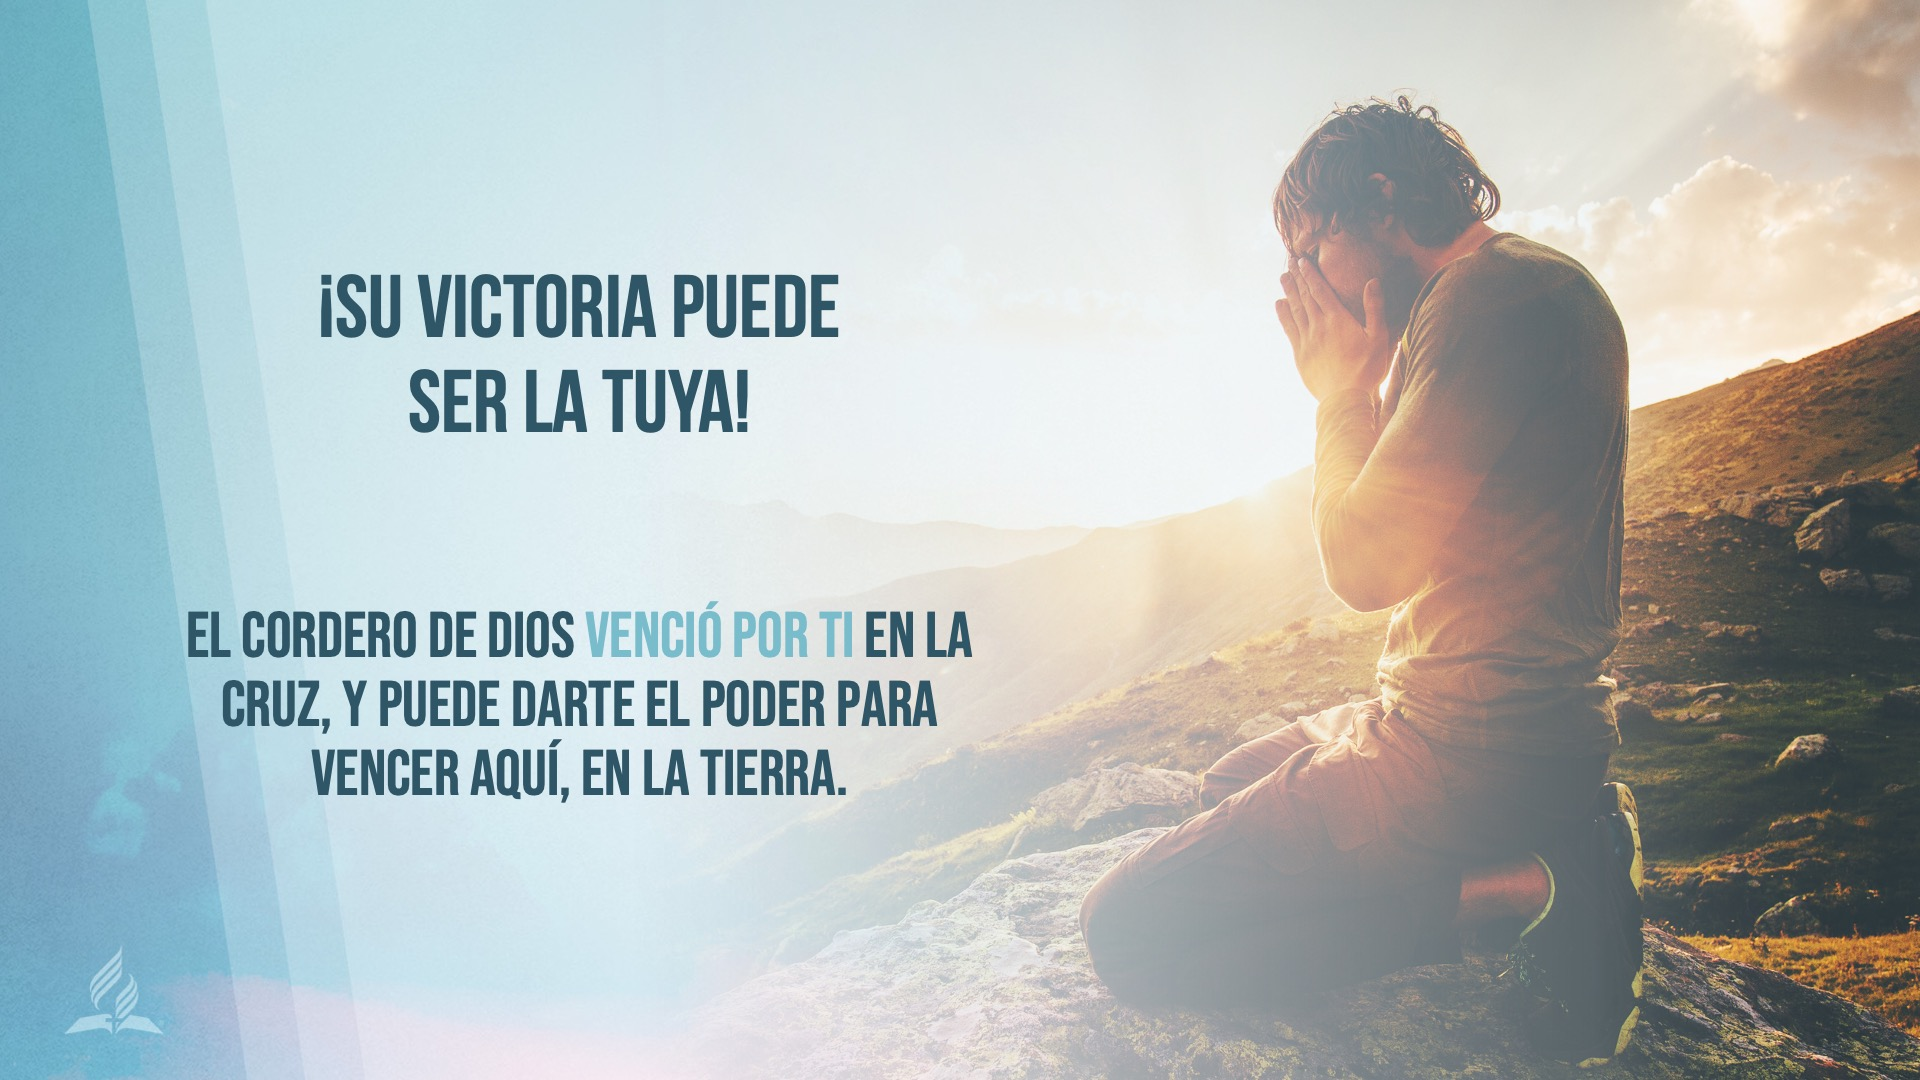 ¡SU VICTORIA PUEDE
SER LA TUYA!
EL CORDERO DE DIOS VENCIÓ POR TI EN LA
CRUZ, Y PUEDE DARTE EL PODER PARA
VENCER AQUÍ, EN LA TIERRA.